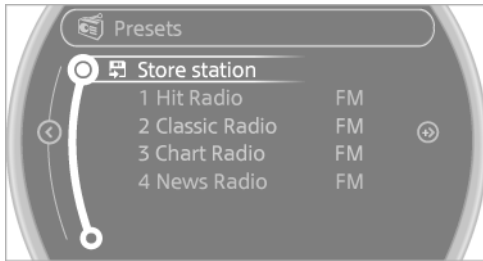 Presets
Store station
1 Hit Radio FM
2 Classic Radio FM
3 Chart Radio FM
4 News Radio FM